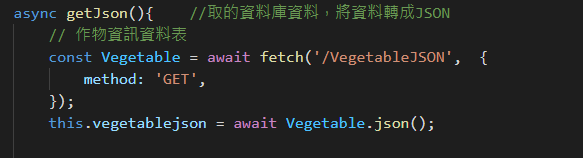 async getJson(){    //取的資料庫資料，將資料轉成JSON
// 作物資訊資料表
const Vegetable = await fetch('/VegetableJSON',  {
method: 'GET',
});
this.vegetablejson = await Vegetable.json();